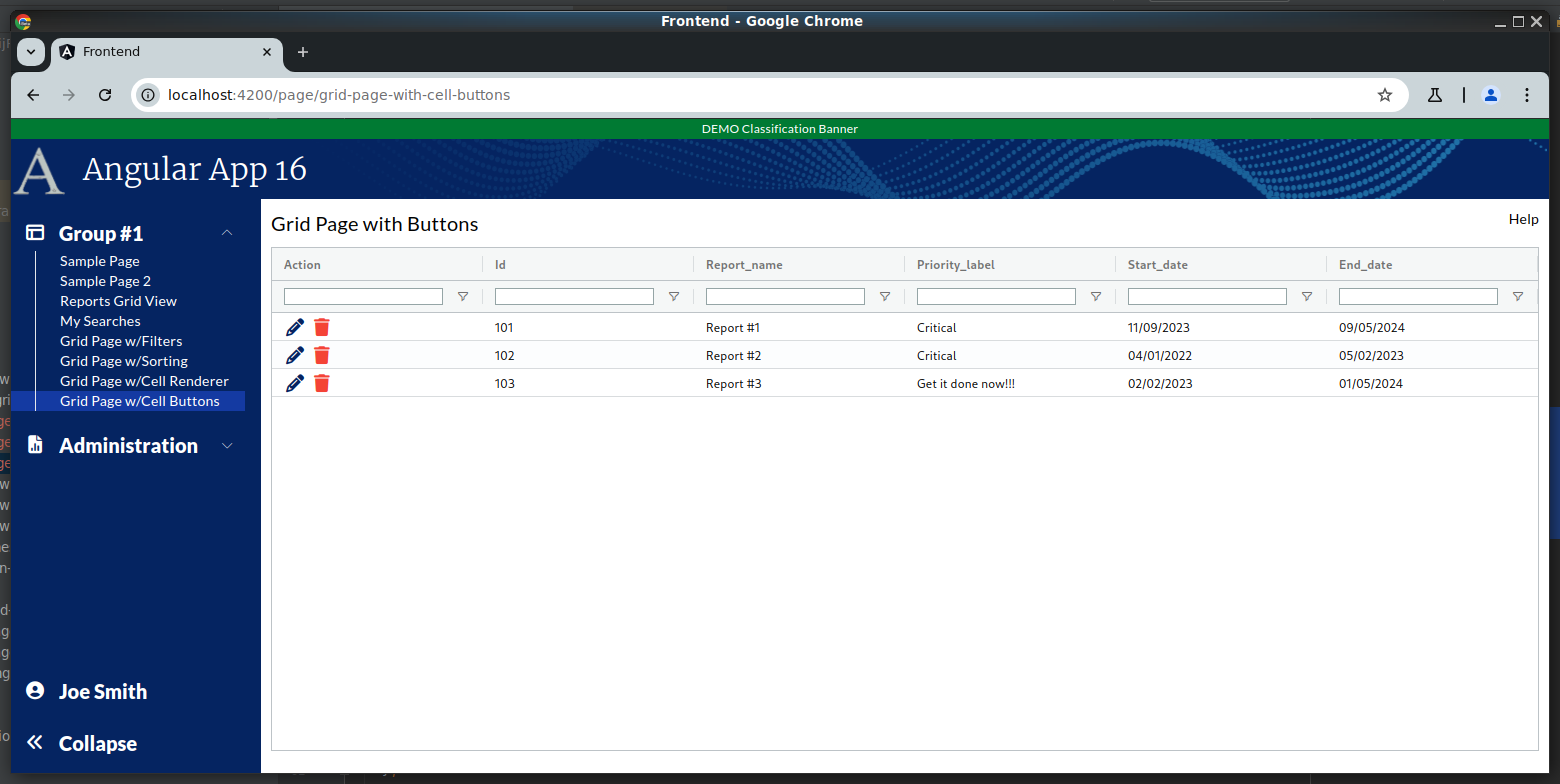 Frontend - Google Chrome
Frontend
localhost:4200/page/grid-page-with-cell-buttons
DEMO Classification Banner
A Angular App 16
Group #1
Sample Page
Sample Page 2
Reports Grid View
My Searches
Grid Page w/Filters
Grid Page w/Sorting
Grid Page w/Cell Renderer
Grid Page w/Cell Buttons
Administration
Joe Smith
Collapse
Grid Page with Buttons
Help
Action Id Report_name Priority_label Start_date End_date
101 Report #1 Critical 11/09/2023 09/05/2024
102 Report #2 Critical 04/01/2022 05/02/2023
103 Report #3 Get it done now!!! 02/02/2023 01/05/2024